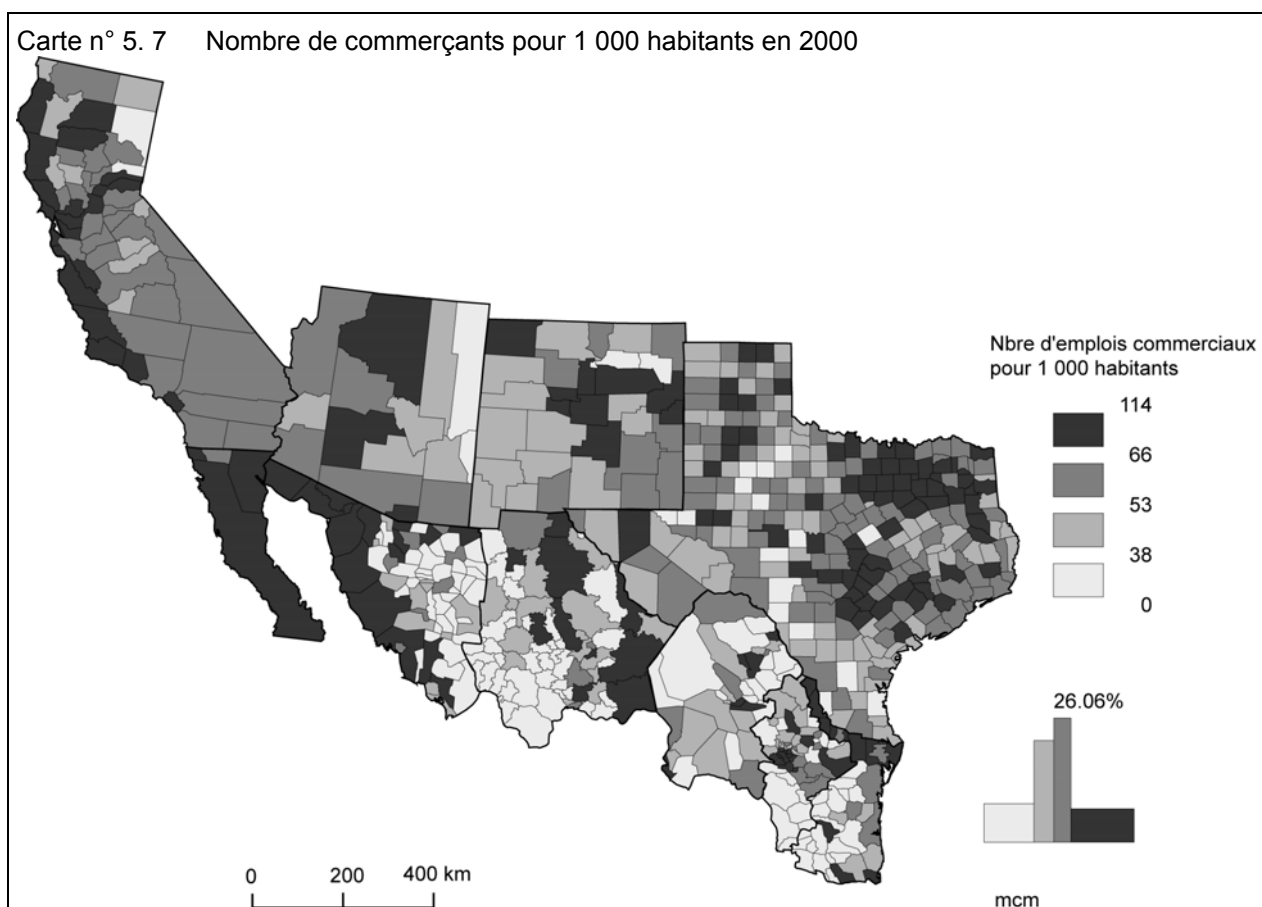 Carte n° 5. 7 Nombre de commerçants pour 1 000 habitants en 2000
Nbre d'emplois commerciaux
pour 1 000 habitants
114
66
53
38
0
26.06%
0 200 400 km
mcm